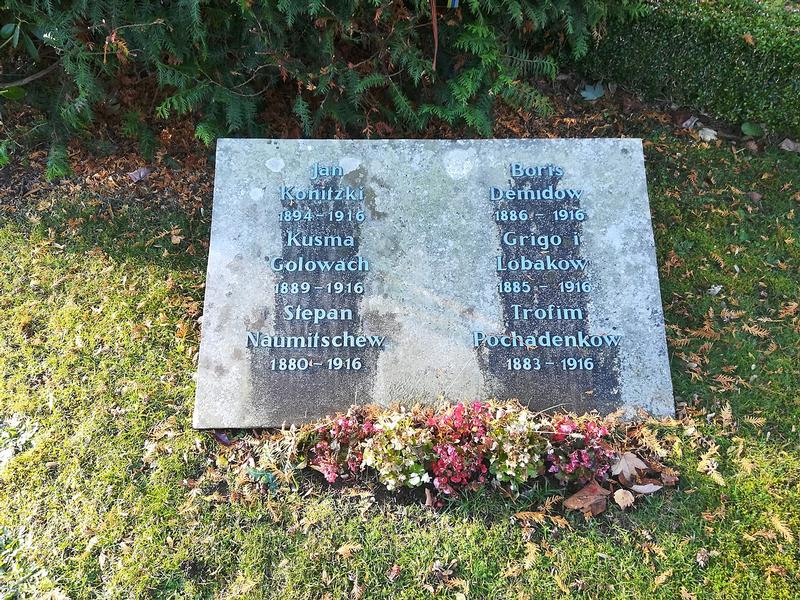 Jan
Konitzki
1894 - 1916
Kusma
Golowach
1889 - 1916
Stepan
Naumitschew
1880 - 1916
Boris
Demidow
1886 - 1916
Grigo i
Lobakow
1885 - 1916
Trofim
Pochadenkow
1883 - 1916